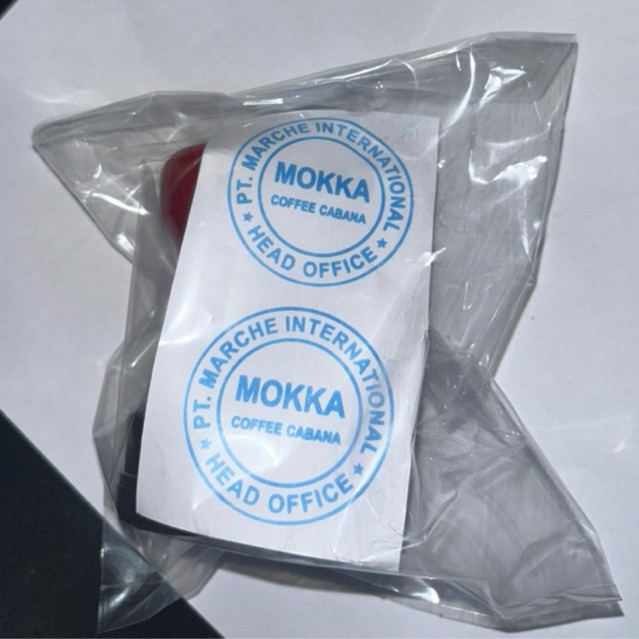 PT. MARCHE INTERNATIONAL
MOKKA
COFFEE CABANA
★ HEAD OFFICE ★
PT. MARCHE INTERNATIONAL
MOKKA
COFFEE CABANA
★ HEAD OFFICE ★